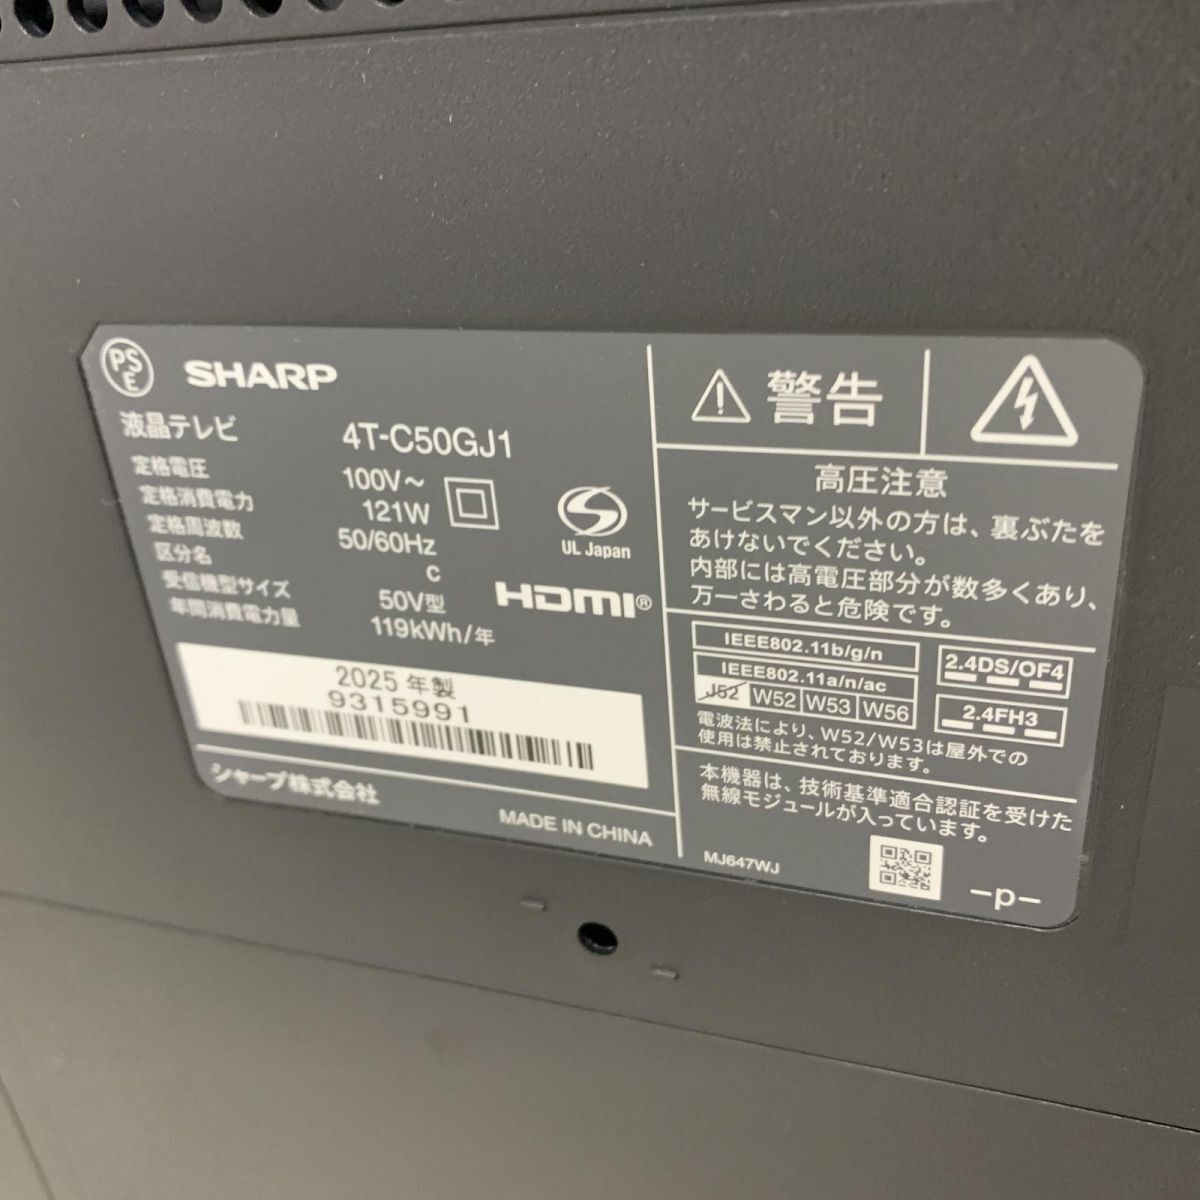 PSE SHARP
液晶テレビ 4T-C50GJ1
定格電圧 100V～
定格消費電力 121W
定格周波数 50/60Hz
区分名 C
受信機型サイズ 50V型
年間消費電力量 119kWh/年
UL Japan
HDMI®
2025 年製
9315991
シャープ株式会社
MADE IN CHINA
警告
高圧注意
サービスマン以外の方は、裏ぶたを
あけないでください。
内部には高電圧部分が数多くあり、
万一さわると危険です。
IEEE802.11b/g/n
IEEE802.11a/n/ac
J52 W52 W53 W56
2.4DS/OF4
2.4FH3
電波法により、W52/W53は屋外での
使用は禁止されております。
本機器は、技術基準適合認証を受けた
無線モジュールが入っています。
MJ647WJ
-p-